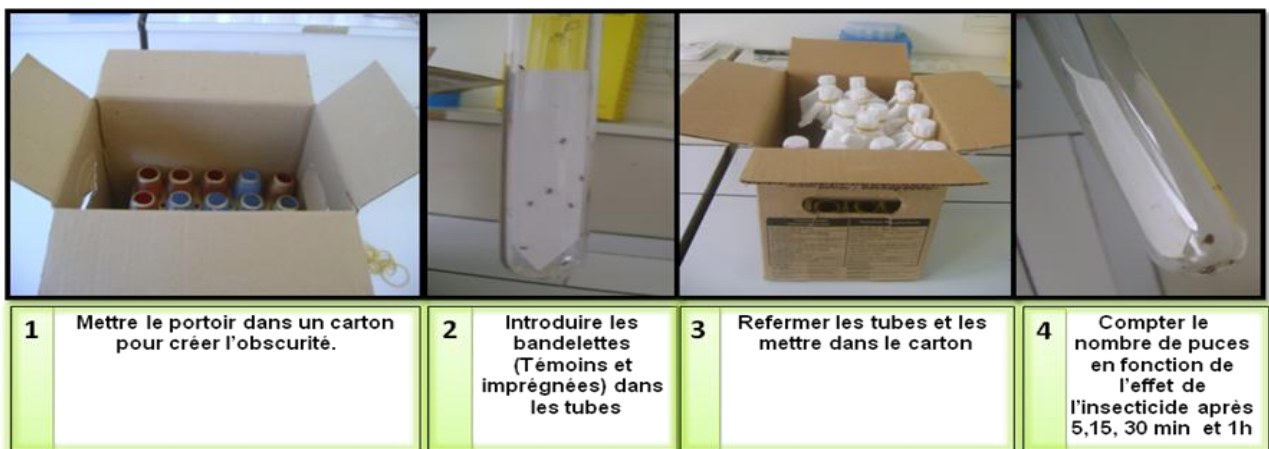 1
Mettre le portoir dans un carton
pour créer l'obscurité.
2
Introduire les
bandelettes
(Témoins et
imprégnées) dans
les tubes
3
Refermer les tubes et les
mettre dans le carton
4
Compter le
nombre de puces
en fonction de
l'effet de
l'insecticide après
5,15, 30 min et 1h